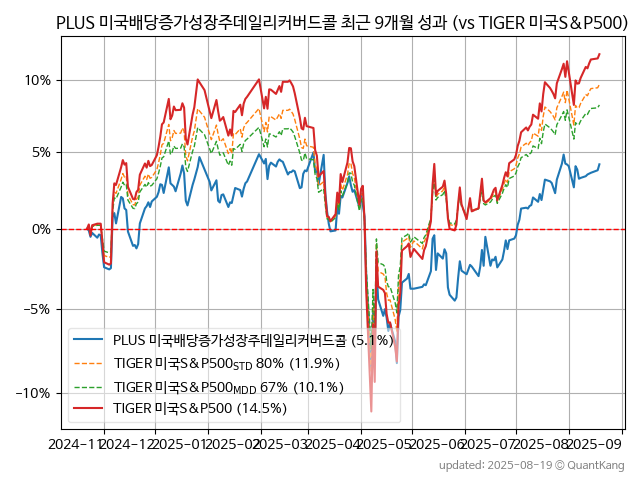 PLUS 미국배당증가성장주데일리커버드콜 최근 9개월 성과 (vs TIGER 미국S&P500)
10%
5%
0%
−5%
−10%
PLUS 미국배당증가성장주데일리커버드콜 (5.1%)
TIGER 미국S&P500STD 80% (11.9%)
TIGER 미국S&P500MDD 67% (10.1%)
TIGER 미국S&P500 (14.5%)
2024-11 2024-12 2025-01 2025-02 2025-03 2025-04 2025-05 2025-06 2025-07 2025-08 2025-09
updated: 2025-08-19 © QuantKang